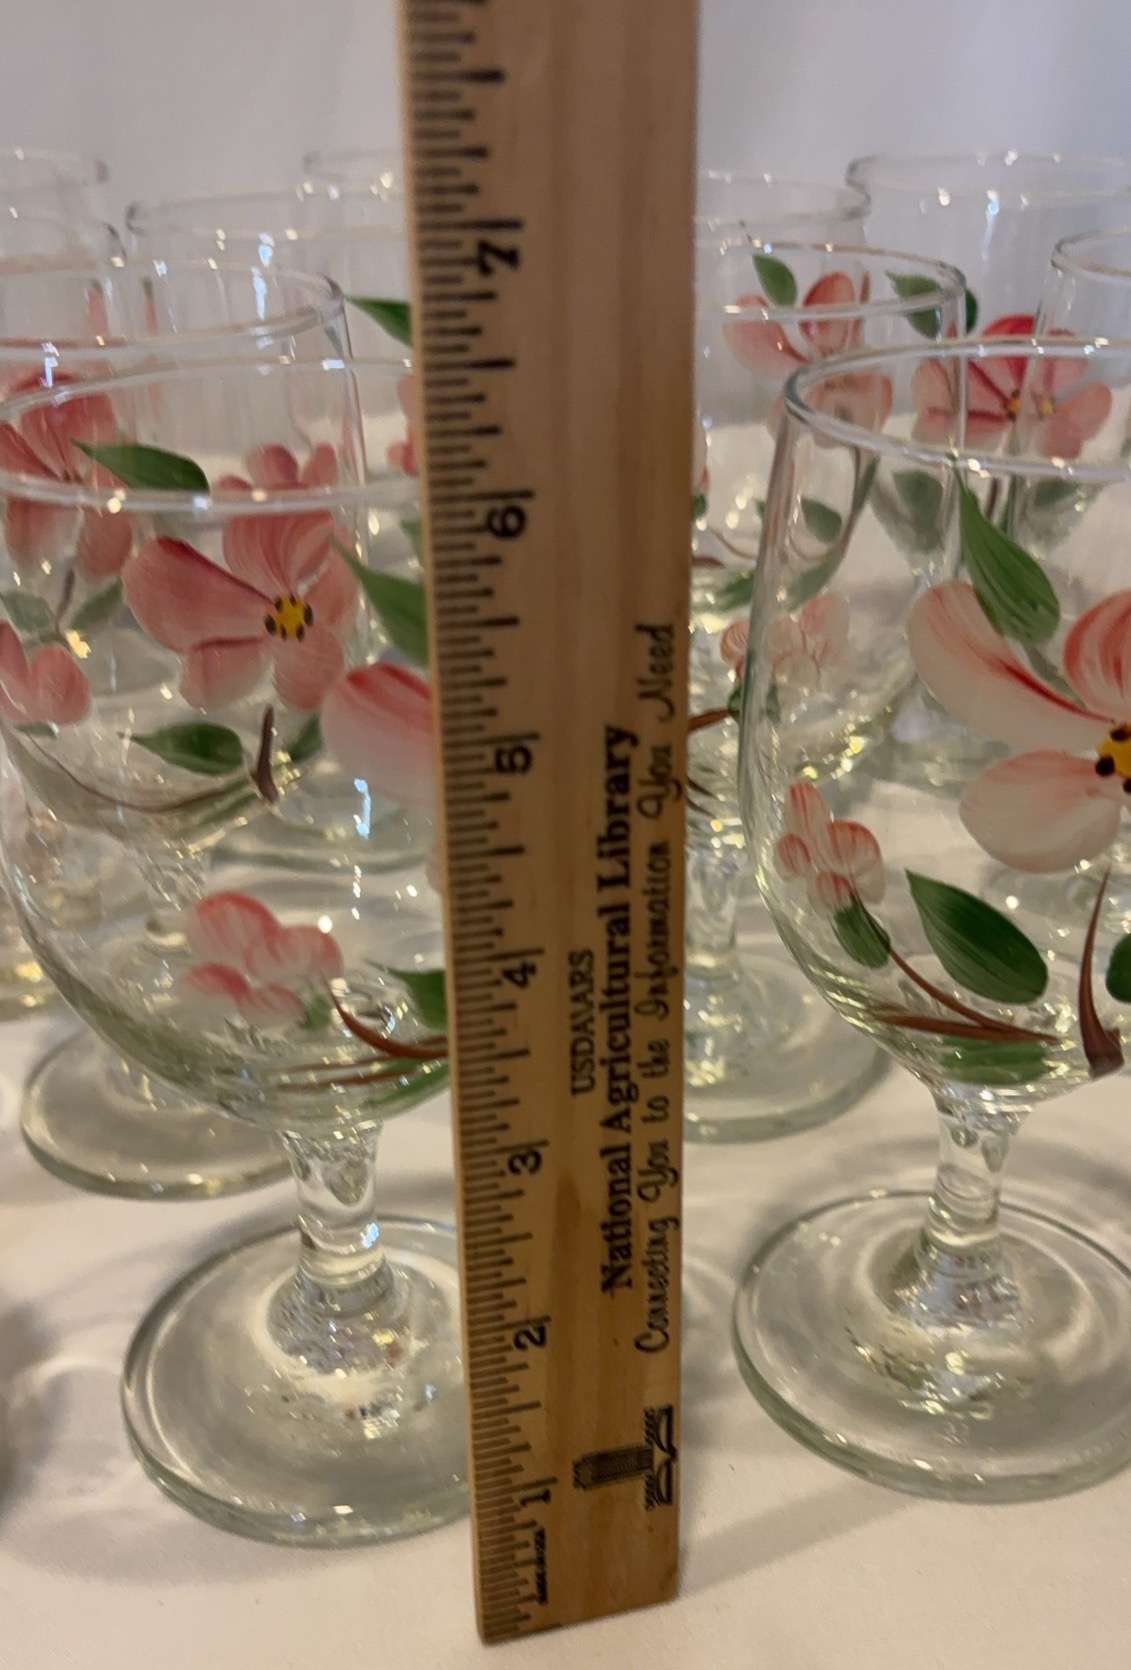 7
6
5
4
3
2
1
USDA\ARS
National Agricultural Library
Connecting You to the Information You Need